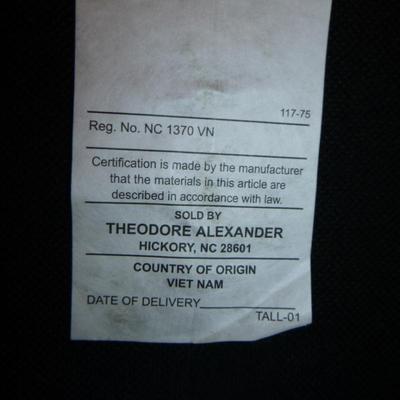 117-75
Reg. No. NC 1370 VN
Certification is made by the manufacturer
that the materials in this article are
described in accordance with law.
SOLD BY
THEODORE ALEXANDER
HICKORY, NC 28601
COUNTRY OF ORIGIN
VIET NAM
DATE OF DELIVERY_______________
TALL-01